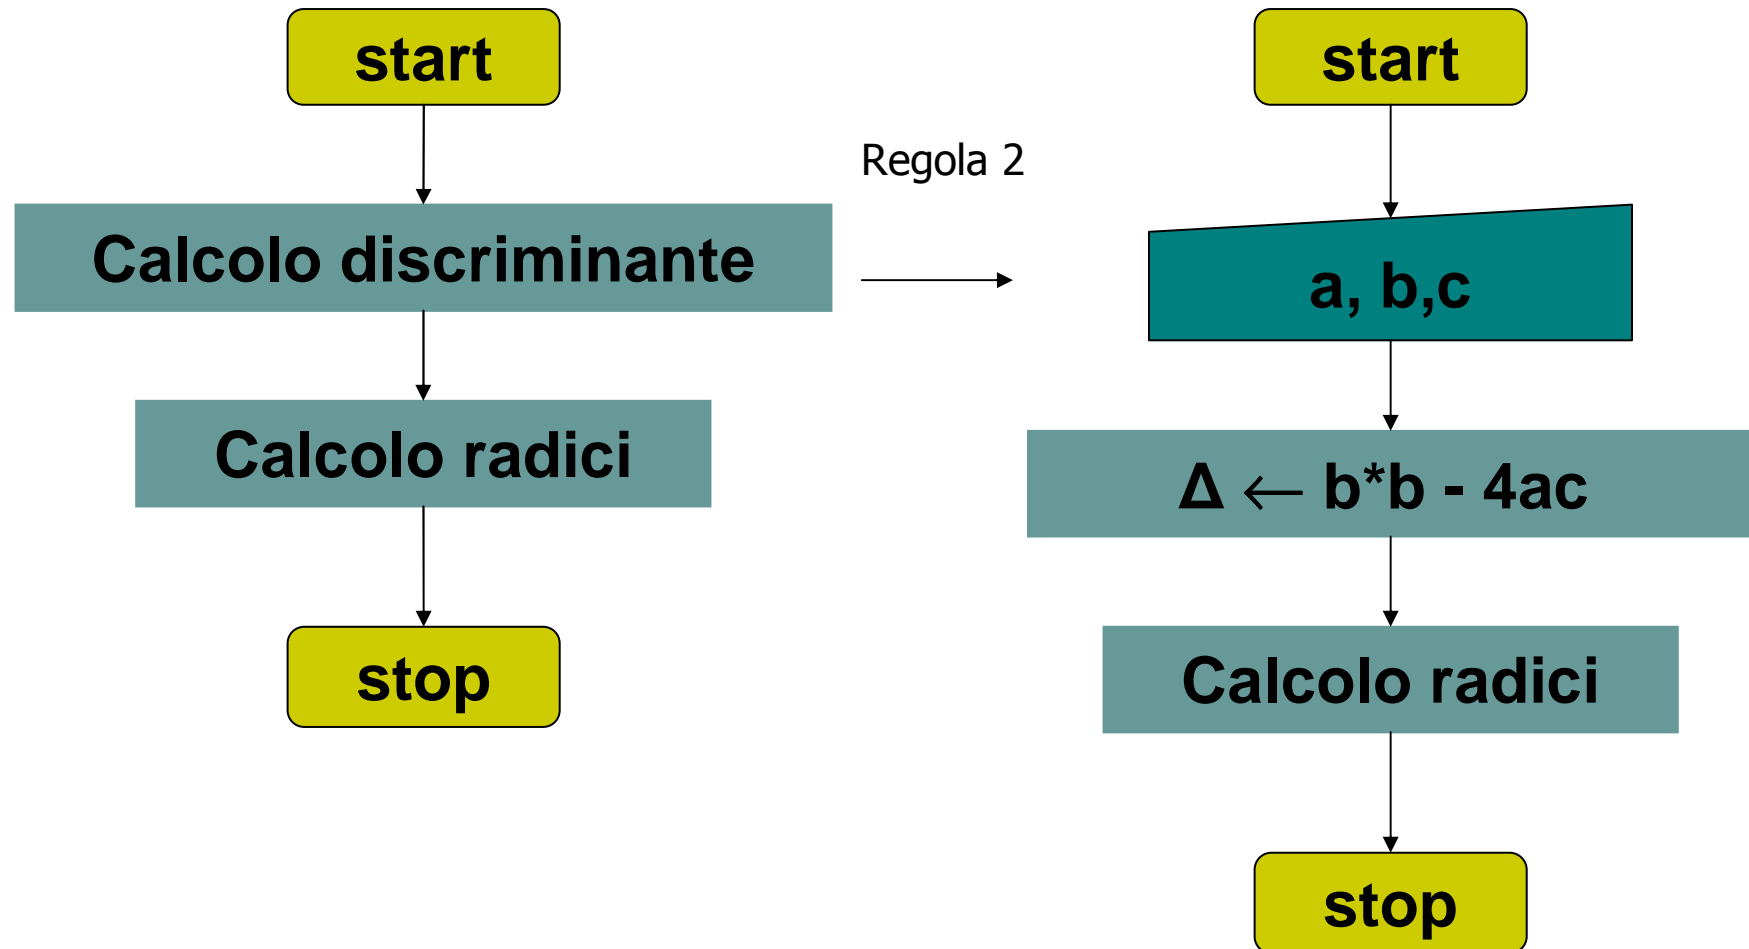 start
Calcolo discriminante
Calcolo radici
stop
Regola 2
start
a, b,c
Δ ← b*b - 4ac
Calcolo radici
stop